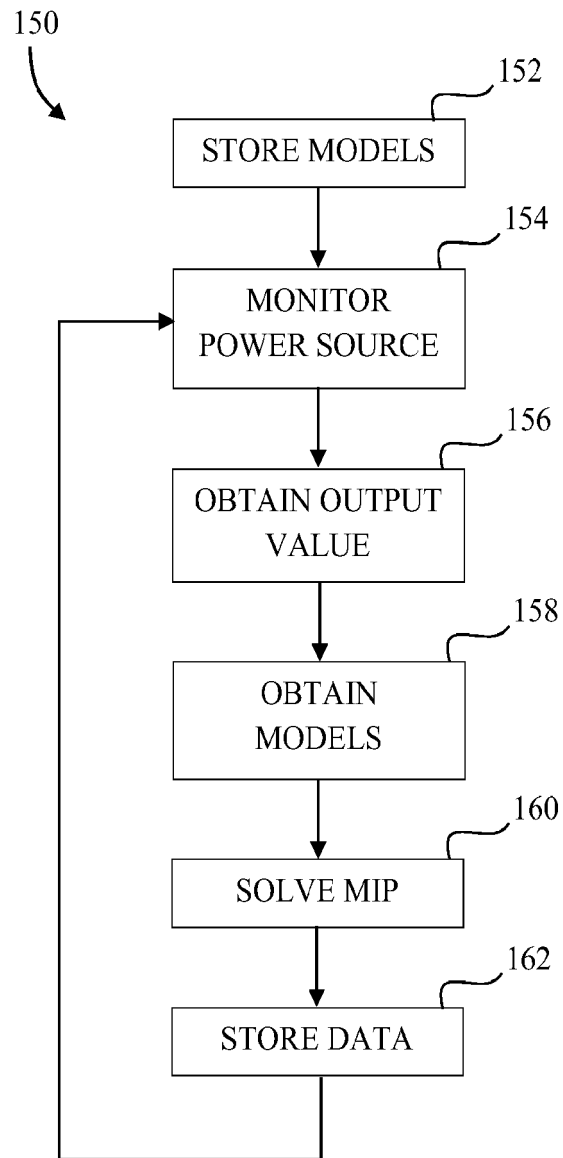 150
152
STORE MODELS
154
MONITOR
POWER SOURCE
156
OBTAIN OUTPUT
VALUE
158
OBTAIN
MODELS
160
SOLVE MIP
162
STORE DATA